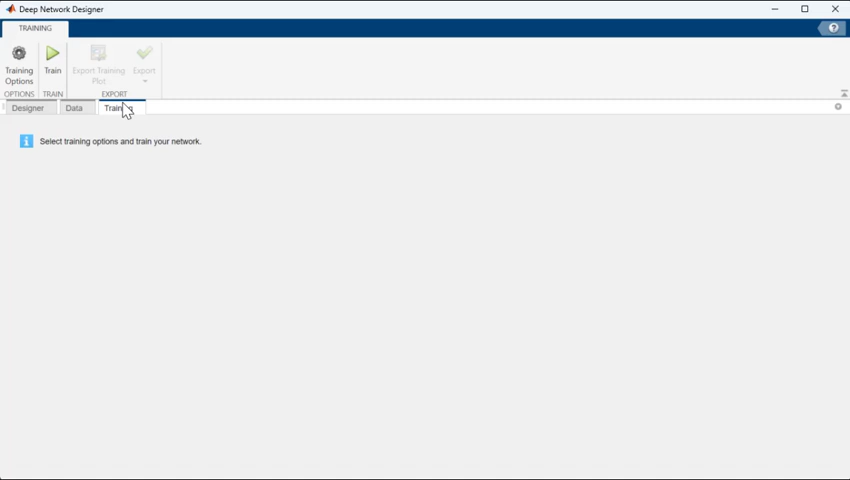 Deep Network Designer
TRAINING
Training
Options
Train
Export Training
Plot
Export
OPTIONS
TRAIN
EXPORT
Designer
Data
Select training options and train your network.